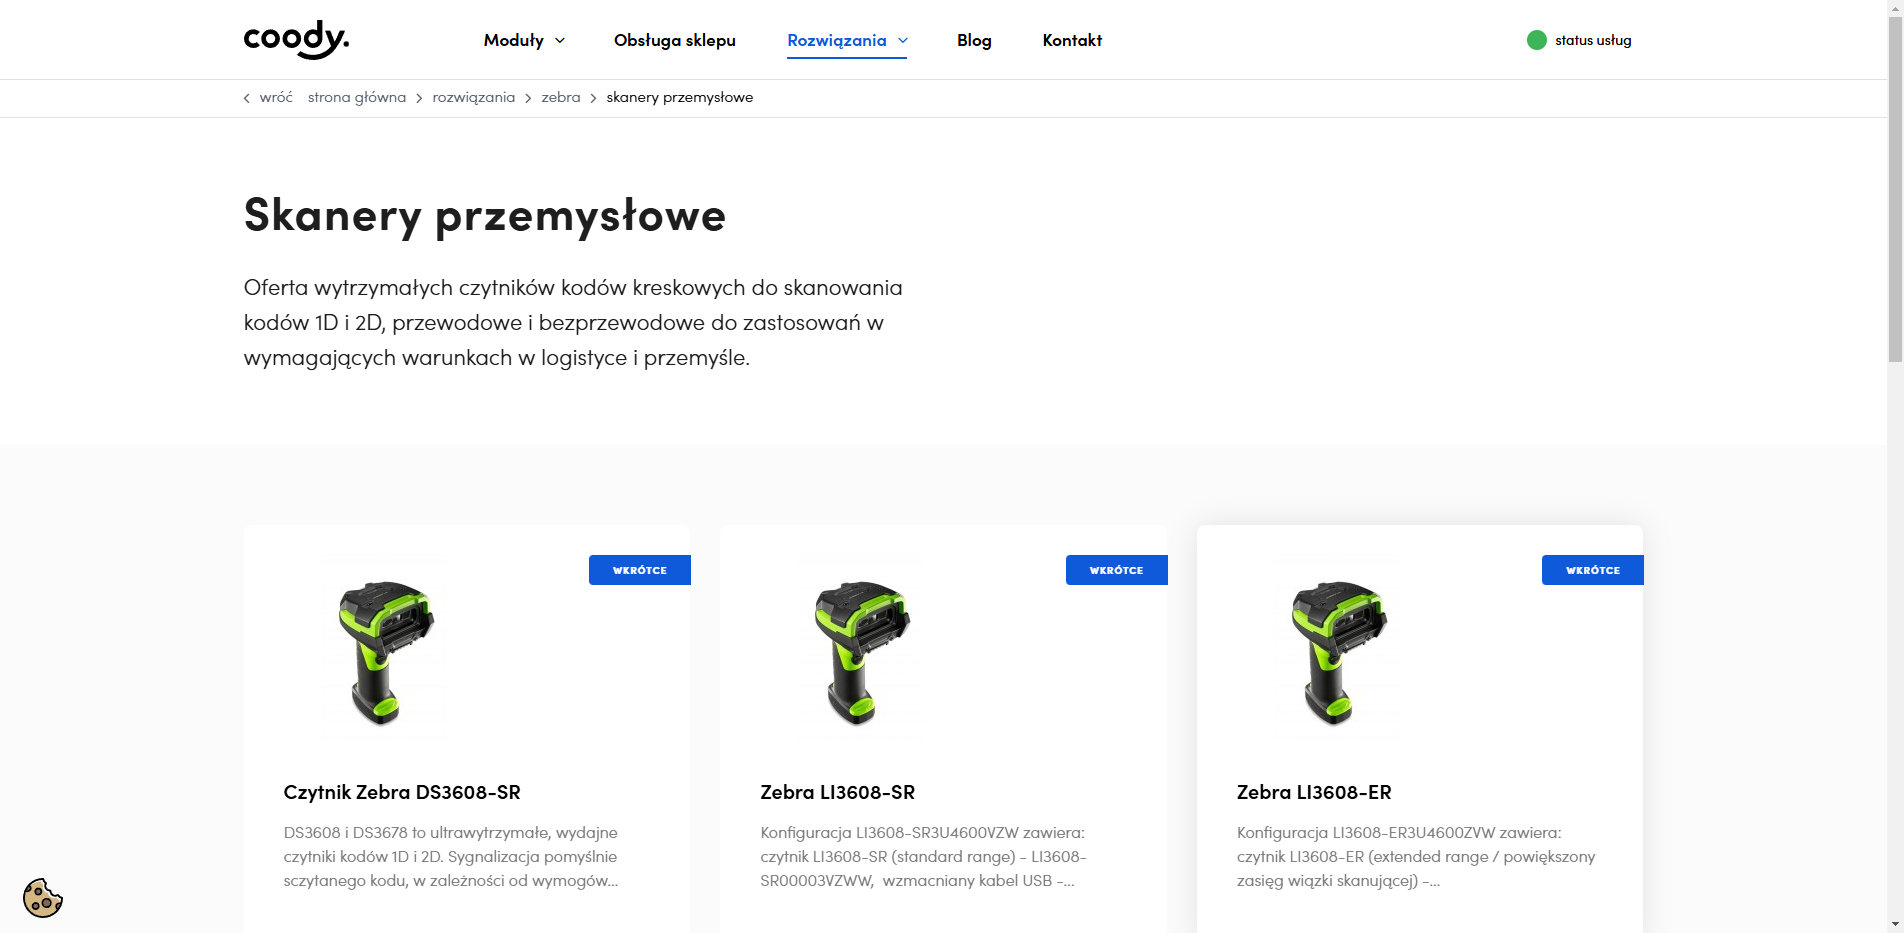 coody.
Moduły
Obsługa sklepu
Rozwiązania
Blog
Kontakt
status usług
wróć
strona główna > rozwiązania > zebra > skanery przemysłowe
Skanery przemysłowe
Oferta wytrzymałych czytników kodów kreskowych do skanowania
kodów 1D i 2D, przewodowe i bezprzewodowe do zastosowań w
wymagających warunkach w logistyce i przemyśle.
WKRÓTCE
Czytnik Zebra DS3608-SR
DS3608 i DS3678 to ultrawytrzymałe, wydajne
czytniki kodów 1D i 2D. Sygnalizacja pomyślnie
sczytanego kodu, w zależności od wymogów...
WKRÓTCE
Zebra LI3608-SR
Konfiguracja LI3608-SR3U4600VZW zawiera:
czytnik LI3608-SR (standard range) - LI3608-
SR00003VZWW, wzmacniany kabel USB -...
WKRÓTCE
Zebra LI3608-ER
Konfiguracja LI3608-ER3U4600ZVW zawiera:
czytnik LI3608-ER (extended range / powiększony
zasięg wiązki skanującej) -...